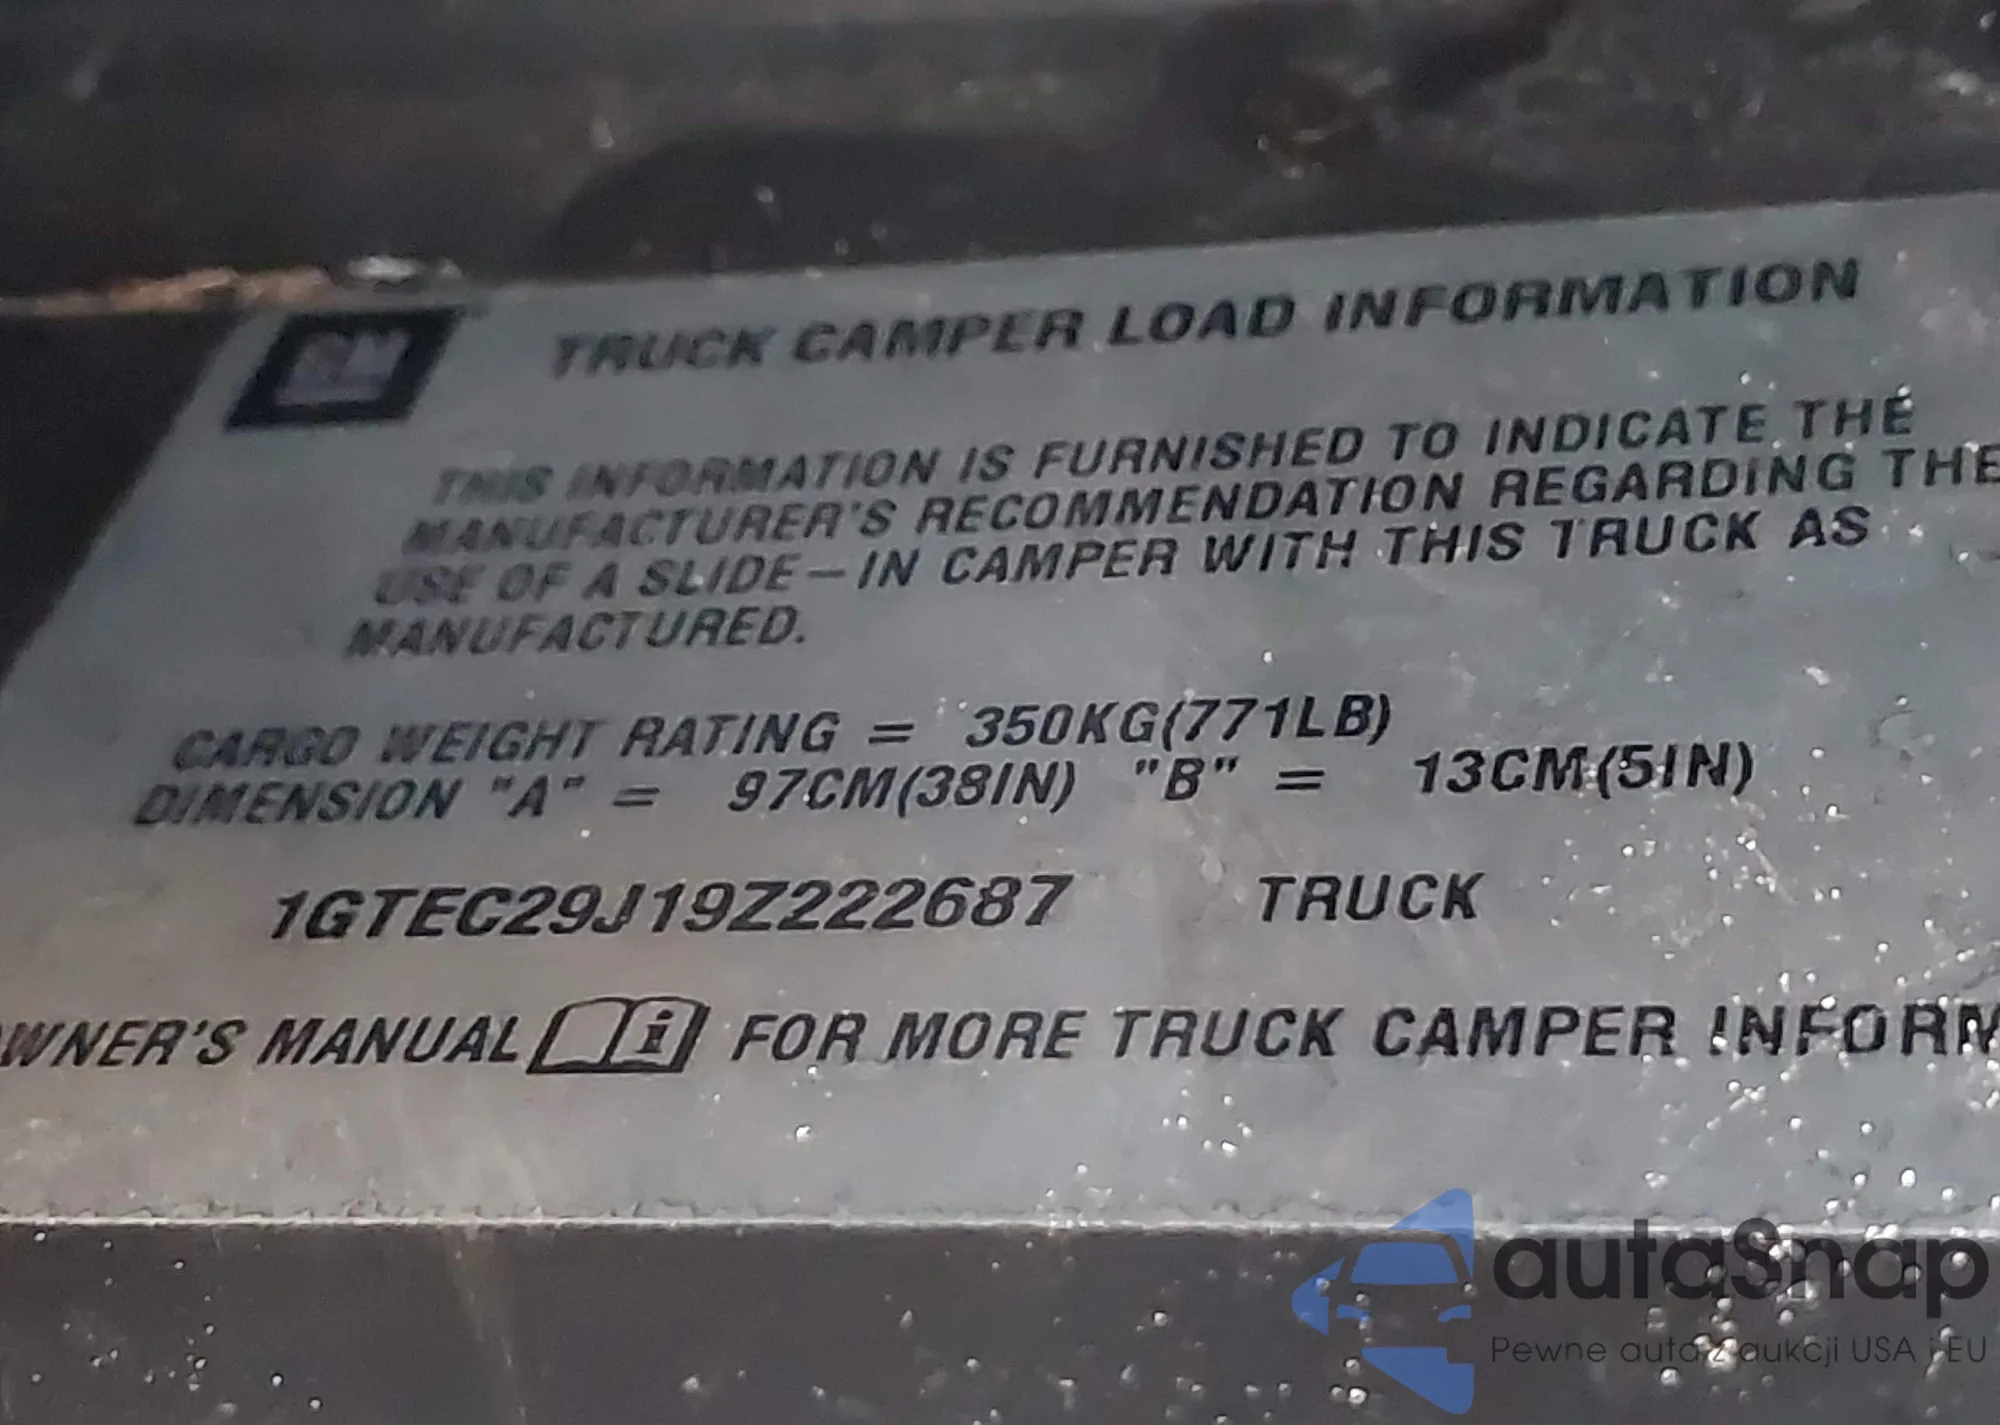 GM TRUCK CAMPER LOAD INFORMATION
THIS INFORMATION IS FURNISHED TO INDICATE THE
MANUFACTURER'S RECOMMENDATION REGARDING THE
USE OF A SLIDE–IN CAMPER WITH THIS TRUCK AS
MANUFACTURED.
CARGO WEIGHT RATING = 350KG(771LB)
DIMENSION "A" = 97CM(38IN) "B" = 13CM(5IN)
1GTEC29J19Z222687 TRUCK
WNER'S MANUAL i FOR MORE TRUCK CAMPER INFORM
autaSnap
Pewne auta z aukcji USA i EU